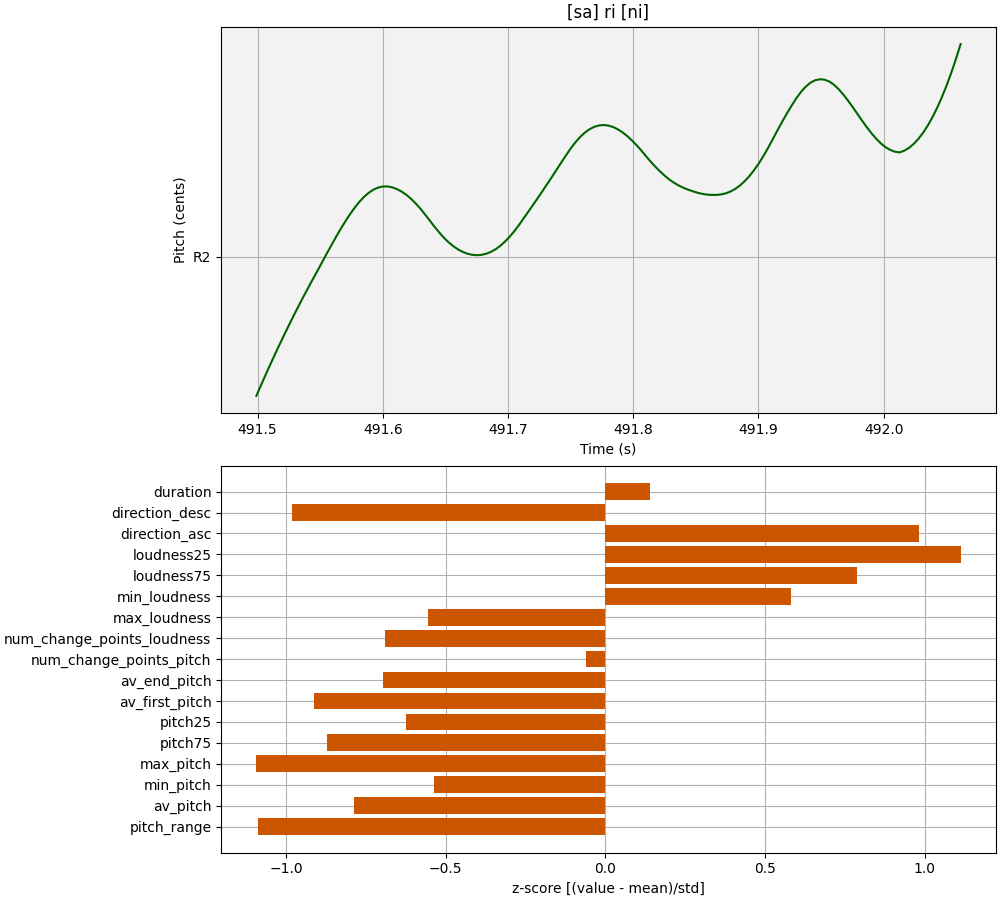 [sa] ri [ni]
Pitch (cents)
R2
491.5 491.6 491.7 491.8 491.9 492.0
Time (s)
duration
direction_desc
direction_asc
loudness25
loudness75
min_loudness
max_loudness
num_change_points_loudness
num_change_points_pitch
av_end_pitch
av_first_pitch
pitch25
pitch75
max_pitch
min_pitch
av_pitch
pitch_range
−1.0 −0.5 0.0 0.5 1.0
z-score [(value - mean)/std]